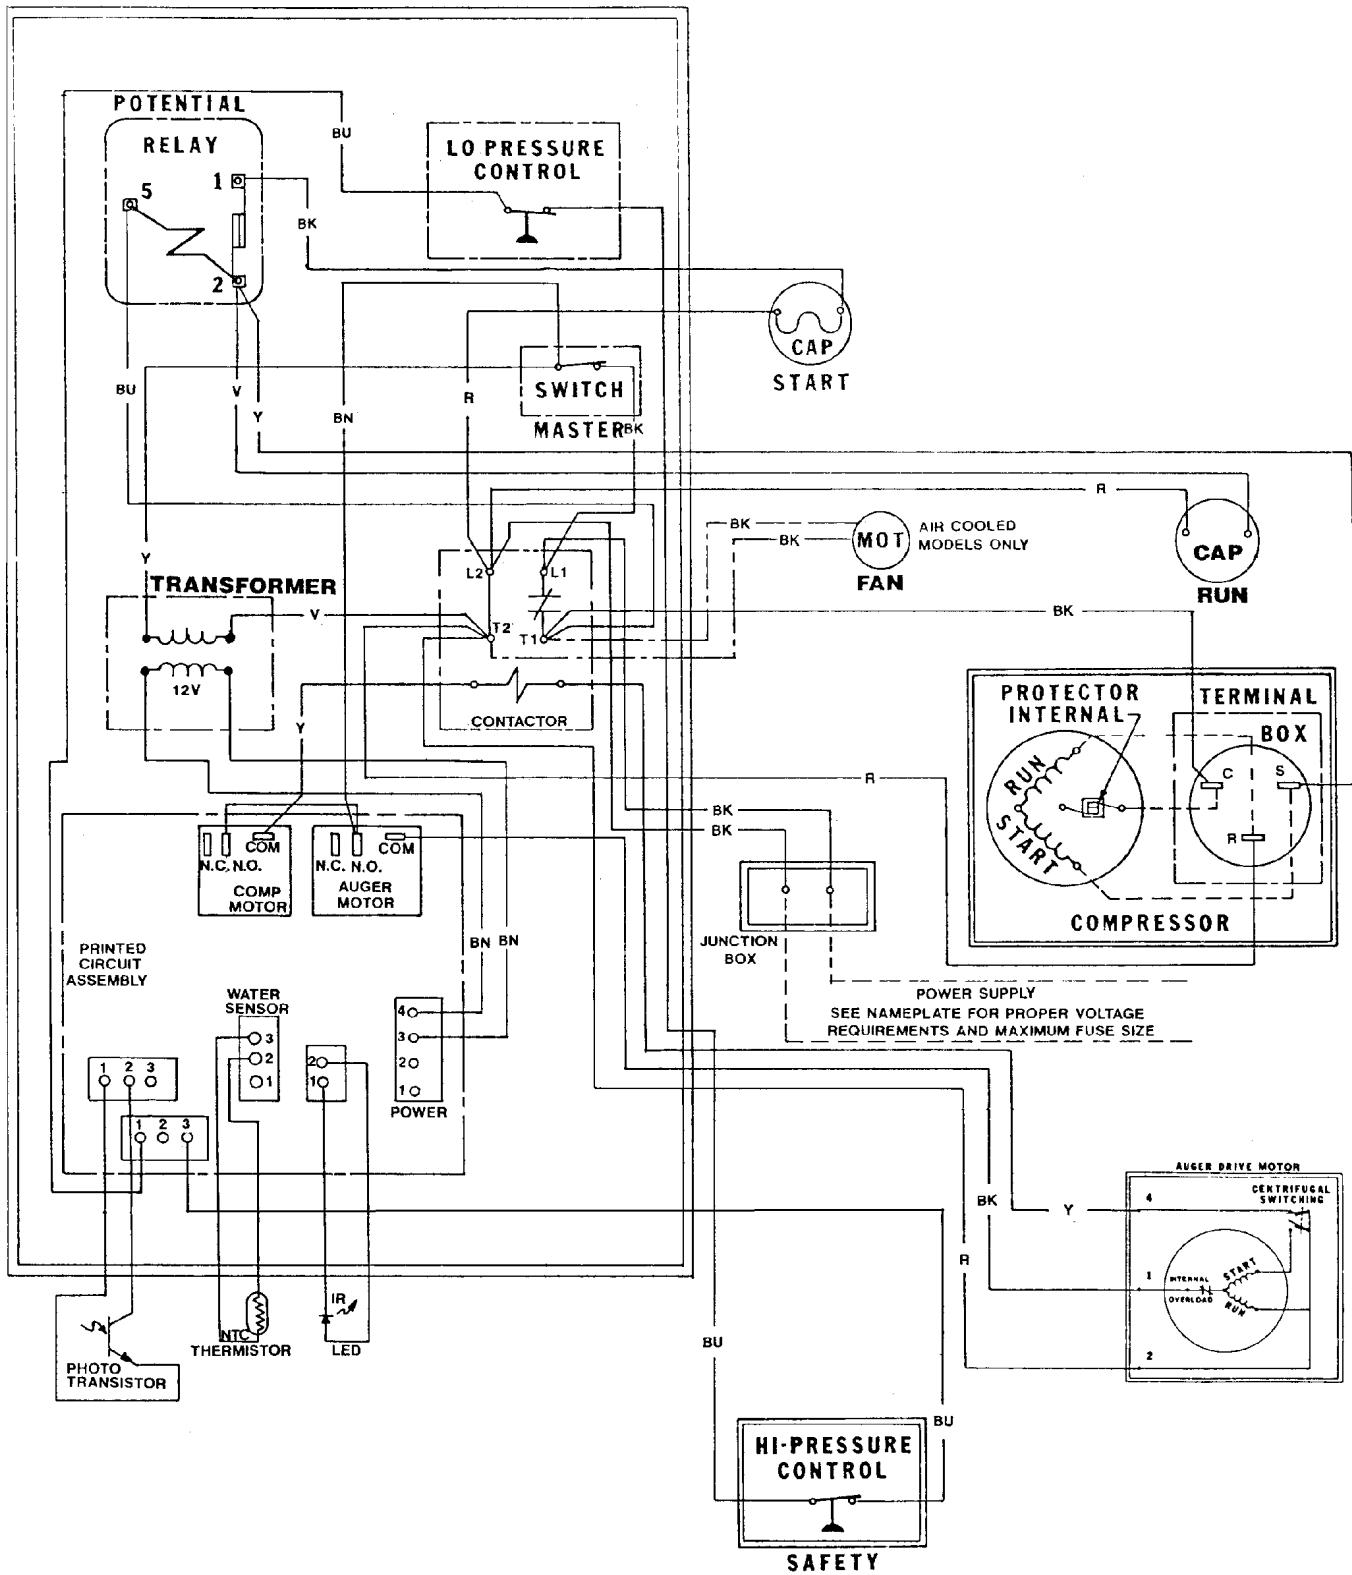 POTENTIAL
RELAY
1
5
2
BU
LO PRESSURE
CONTROL
BK
CAP
START
SWITCH
MASTER
BK
BU
V
Y
BN
R
R
BK
BK
MOT
FAN
AIR COOLED
MODELS ONLY
CAP
RUN
Y
TRANSFORMER
12V
V
L2
L1
T2
T1
CONTACTOR
Y
BK
R
BK
BK
PROTECTOR
INTERNAL
TERMINAL
BOX
RUN
START
C
S
R
COMPRESSOR
N.C. N.O.
COM
COMP
MOTOR
N.C. N.O.
COM
AUGER
MOTOR
BN
BN
PRINTED
CIRCUIT
ASSEMBLY
JUNCTION
BOX
POWER SUPPLY
SEE NAMEPLATE FOR PROPER VOLTAGE
REQUIREMENTS AND MAXIMUM FUSE SIZE
WATER
SENSOR
3
2
1
2
1
4
3
2
1
POWER
1 2 3
1 2 3
AUGER DRIVE MOTOR
CENTRIFUGAL
SWITCHING
4
1
2
INTERNAL
OVERLOAD
START
RUN
BK
Y
R
IR
LED
NTC
THERMISTOR
PHOTO
TRANSISTOR
BU
BU
HI-PRESSURE
CONTROL
SAFETY